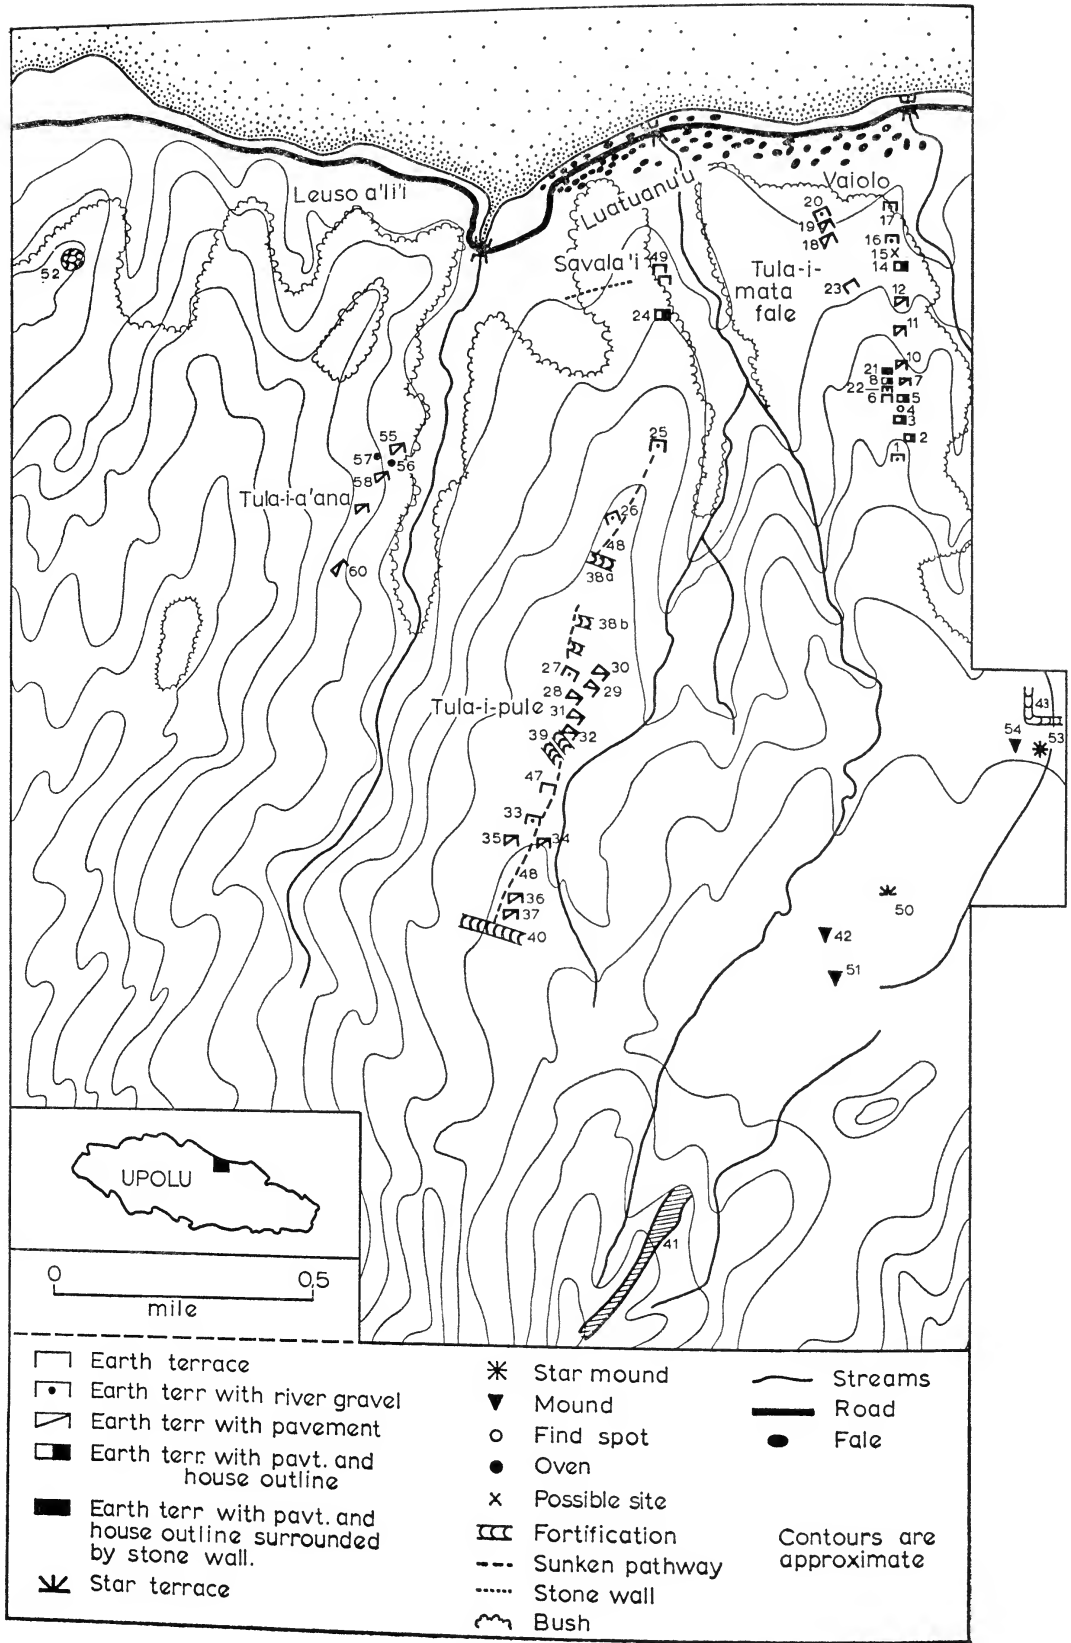 Leuso a'li'i
Luatuanu'u
Vaiolo
20
17
19
16
18
15
14
Savala'i
49
Tula-i-
mata
fale
23
12
52
24
11
10
21
8
7
22
6
5
4
3
2
1
25
55
57
56
58
Tula-i-a'ana
26
48
60
38a
38b
27
30
28
29
Tula-i-pule
31
39
32
43
54
53
47
33
35
34
48
36
37
40
50
42
51
41
UPOLU
0 0,5
mile
Earth terrace
Earth terr with river gravel
Earth terr with pavement
Earth terr. with pavt. and
house outline
Earth terr with pavt. and
house outline surrounded
by stone wall.
Star terrace
Star mound
Mound
Find spot
Oven
Possible site
Fortification
Sunken pathway
Stone wall
Bush
Streams
Road
Fale
Contours are
approximate